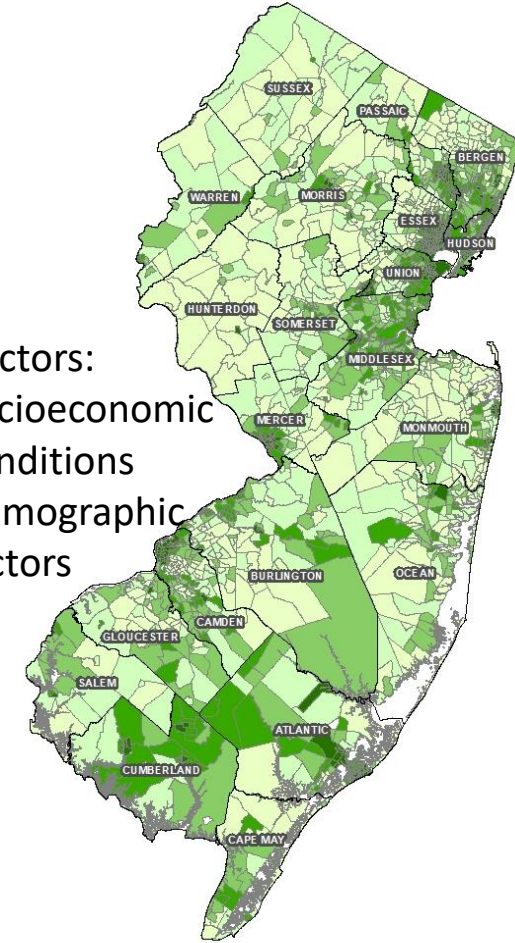 SUSSEX
PASSAIC
BERGEN
WARREN
MORRIS
ESSEX
HUDSON
UNION
HUNTERDON
SOMERSET
MIDDLESEX
ctors:
cioeconomic
nditions
mographic
ctors
MERCER
MONMOUTH
OCEAN
BURLINGTON
CAMDEN
GLOUCESTER
SALEM
ATLANTIC
CUMBERLAND
CAPE MAY